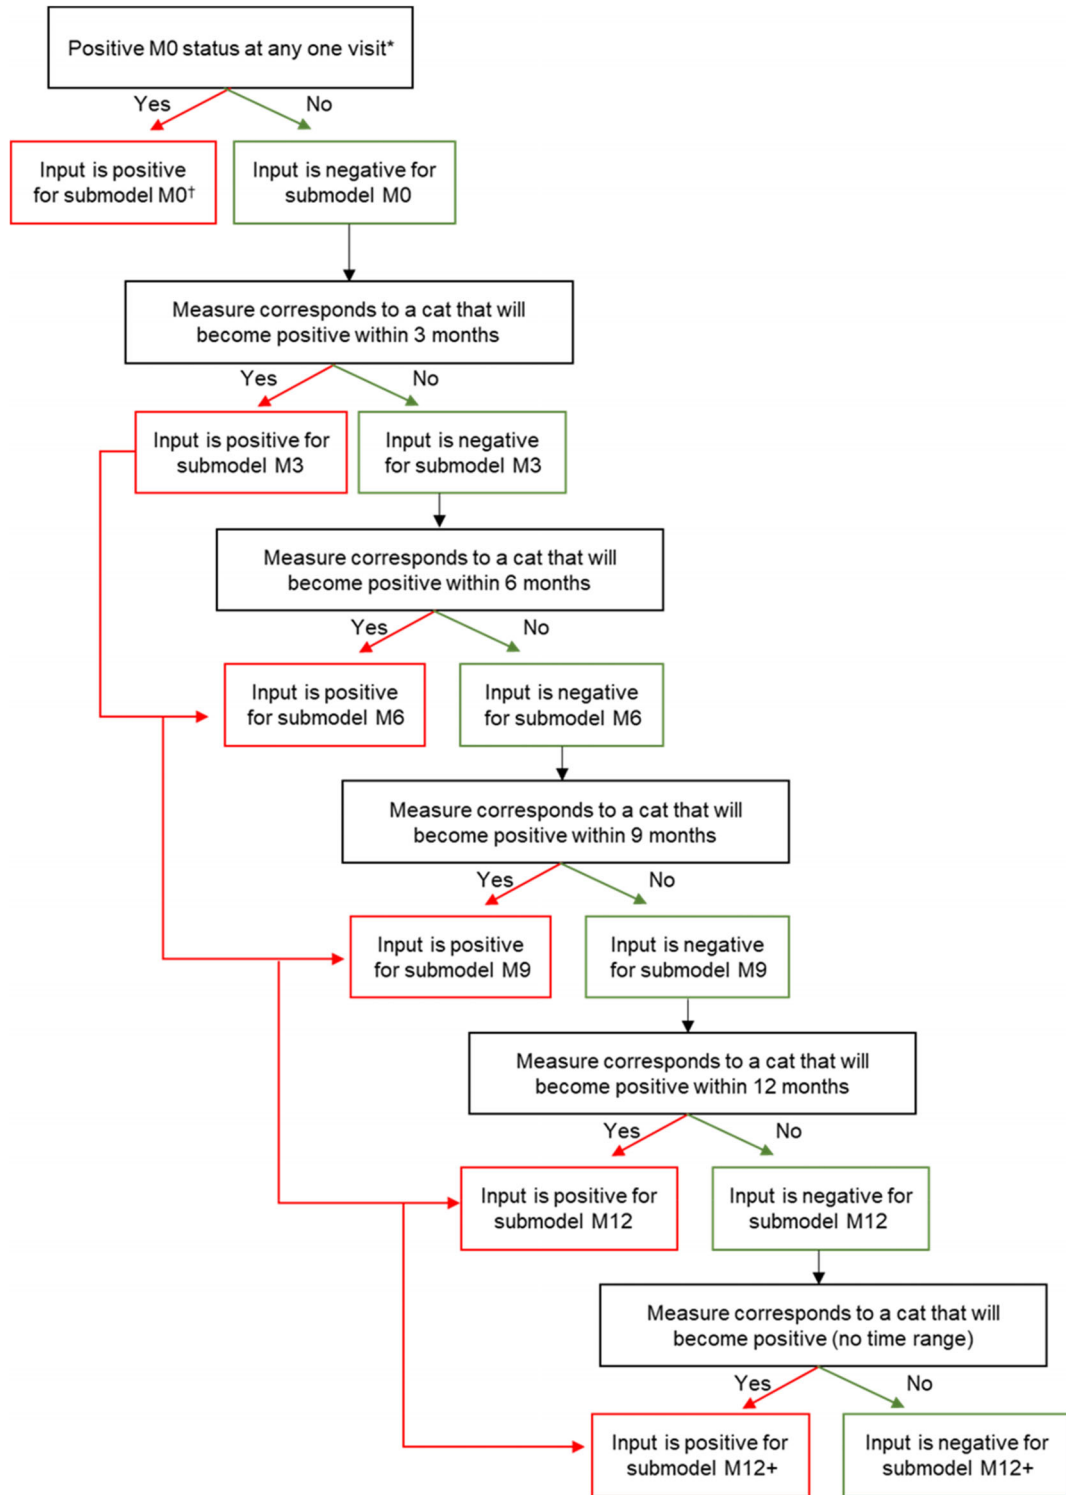 Positive M0 status at any one visit*
Yes
No
Input is positive
for submodel M0†
Input is negative for
submodel M0
Measure corresponds to a cat that will
become positive within 3 months
Yes
No
Input is positive for
submodel M3
Input is negative
for submodel M3
Measure corresponds to a cat that will
become positive within 6 months
Yes
No
Input is positive
for submodel M6
Input is negative
for submodel M6
Measure corresponds to a cat that will
become positive within 9 months
Yes
No
Input is positive
for submodel M9
Input is negative
for submodel M9
Measure corresponds to a cat that will
become positive within 12 months
Yes
No
Input is positive for
submodel M12
Input is negative for
submodel M12
Measure corresponds to a cat that will
become positive (no time range)
Yes
No
Input is positive for
submodel M12+
Input is negative for
submodel M12+